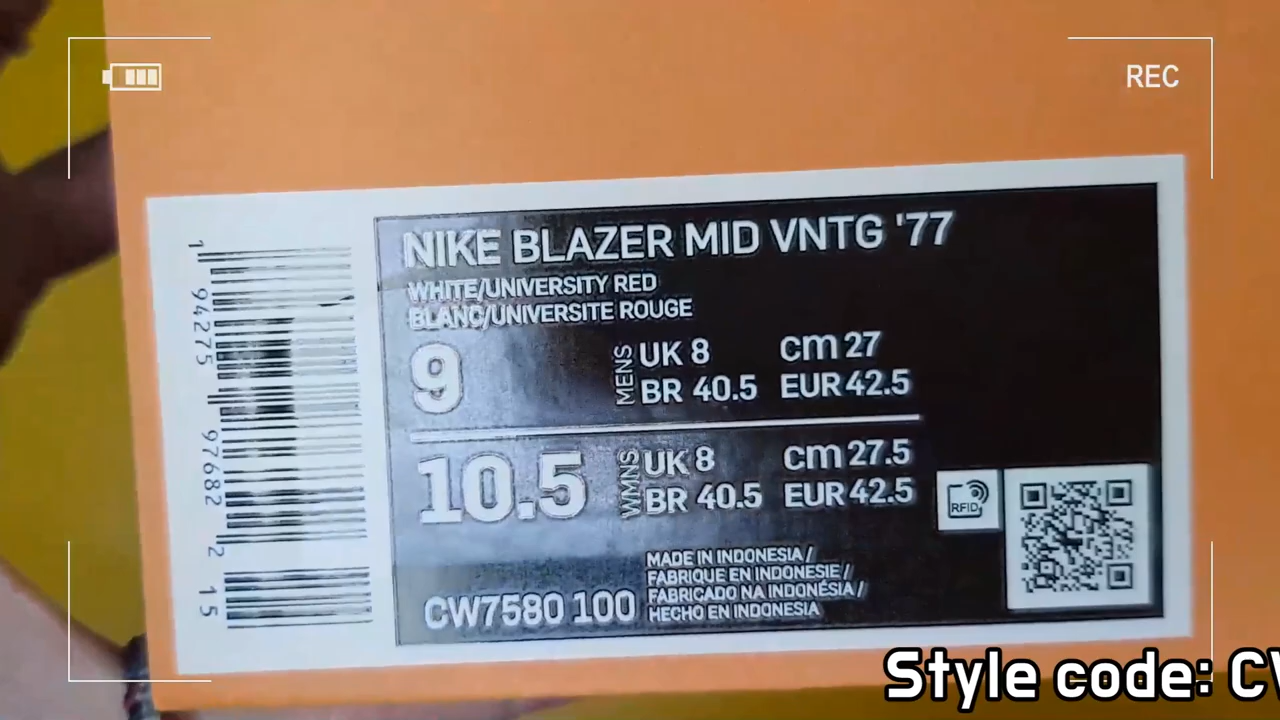 REC
NIKE BLAZER MID VNTG '77
WHITE/UNIVERSITY RED
BLANC/UNIVERSITE ROUGE
9
MENS
UK 8
cm 27
BR 40.5
EUR 42.5
10.5
WMNS
UK 8
cm 27.5
BR 40.5
EUR 42.5
RFID
MADE IN INDONESIA /
FABRIQUE EN INDONESIE /
FABRICADO NA INDONÉSIA /
HECHO EN INDONESIA
CW7580 100
1 94275 97682 2 15
Style code: CW